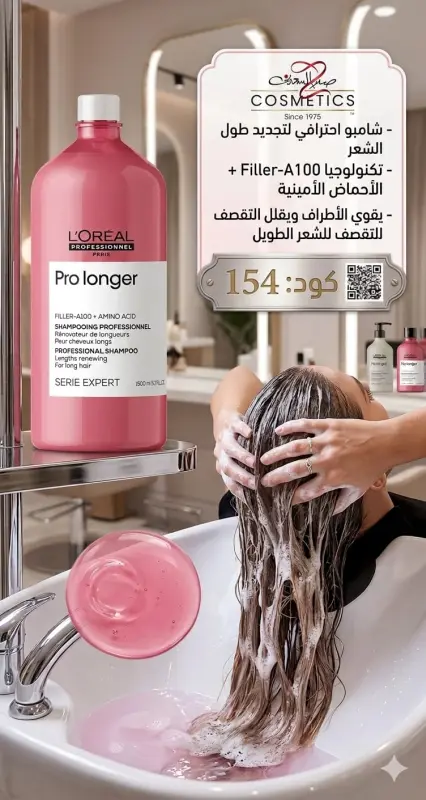 COSMETICS
Since 1975
- شامبو احترافي لتجديد طول
الشعر
- تكنولوجيا Filler-A100 +
الأحماض الأمينية
- يقوي الأطراف ويقلل التقصف
للتقصف للشعر الطويل
كود: 154
L'ORÉAL
PROFESSIONNEL
PARIS
Pro longer
FILLER-A100 + AMINO ACID
SHAMPOOING PROFESSIONNEL
Rénovateur de longueurs
Peur cheveux longs
PROFESSIONAL SHAMPOO
Lengths renewing
For long hair
SERIE EXPERT